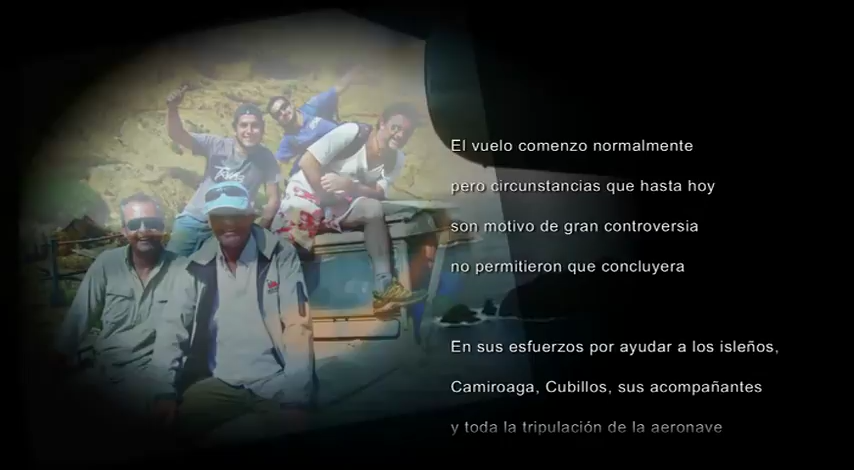 El vuelo comenzo normalmente
pero circunstancias que hasta hoy
son motivo de gran controversia
no permitieron que concluyera
En sus esfuerzos por ayudar a los isleños,
Camiroaga, Cubillos, sus acompañantes
y toda la tripulación de la aeronave